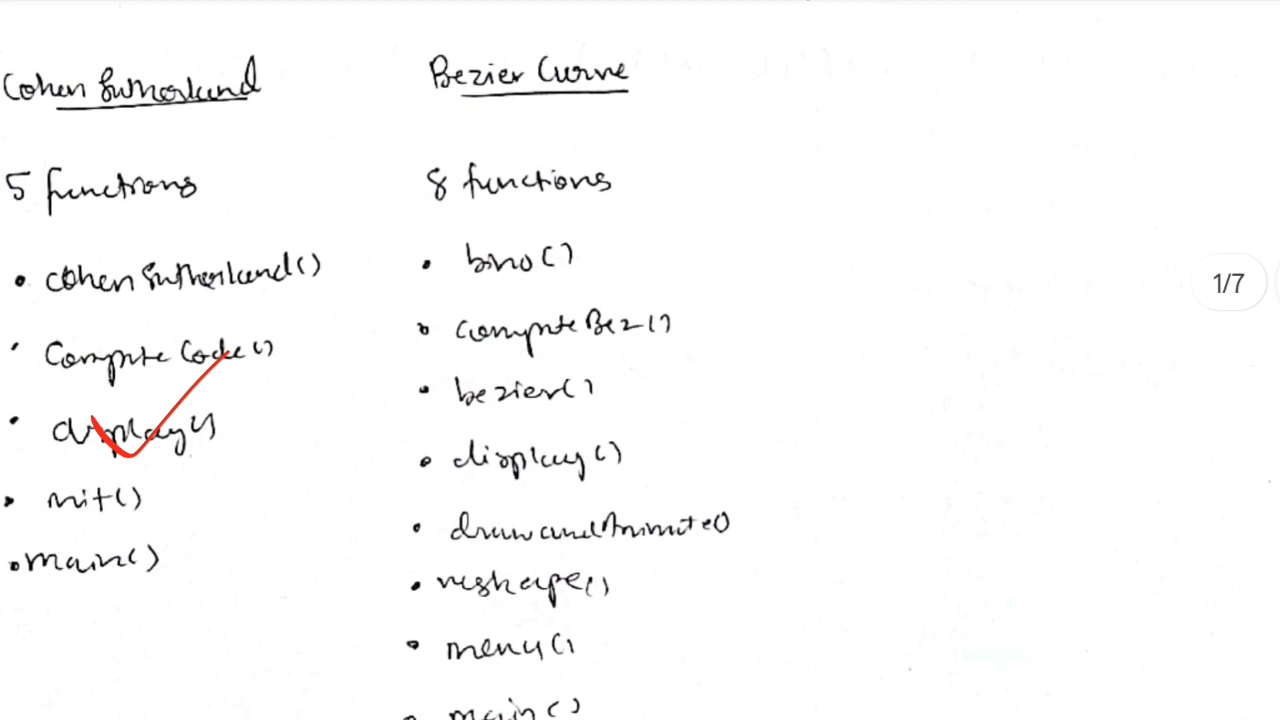 Cohen Sutherland
5 functions
• CohenSutherland()
• ComputeCode()
• display()
• init()
• main()
Bezier Curve
8 functions
• bino()
• computeBez()
• bezier()
• display()
• drawandAnimate()
• reshape()
• menu()
• main()
1/7